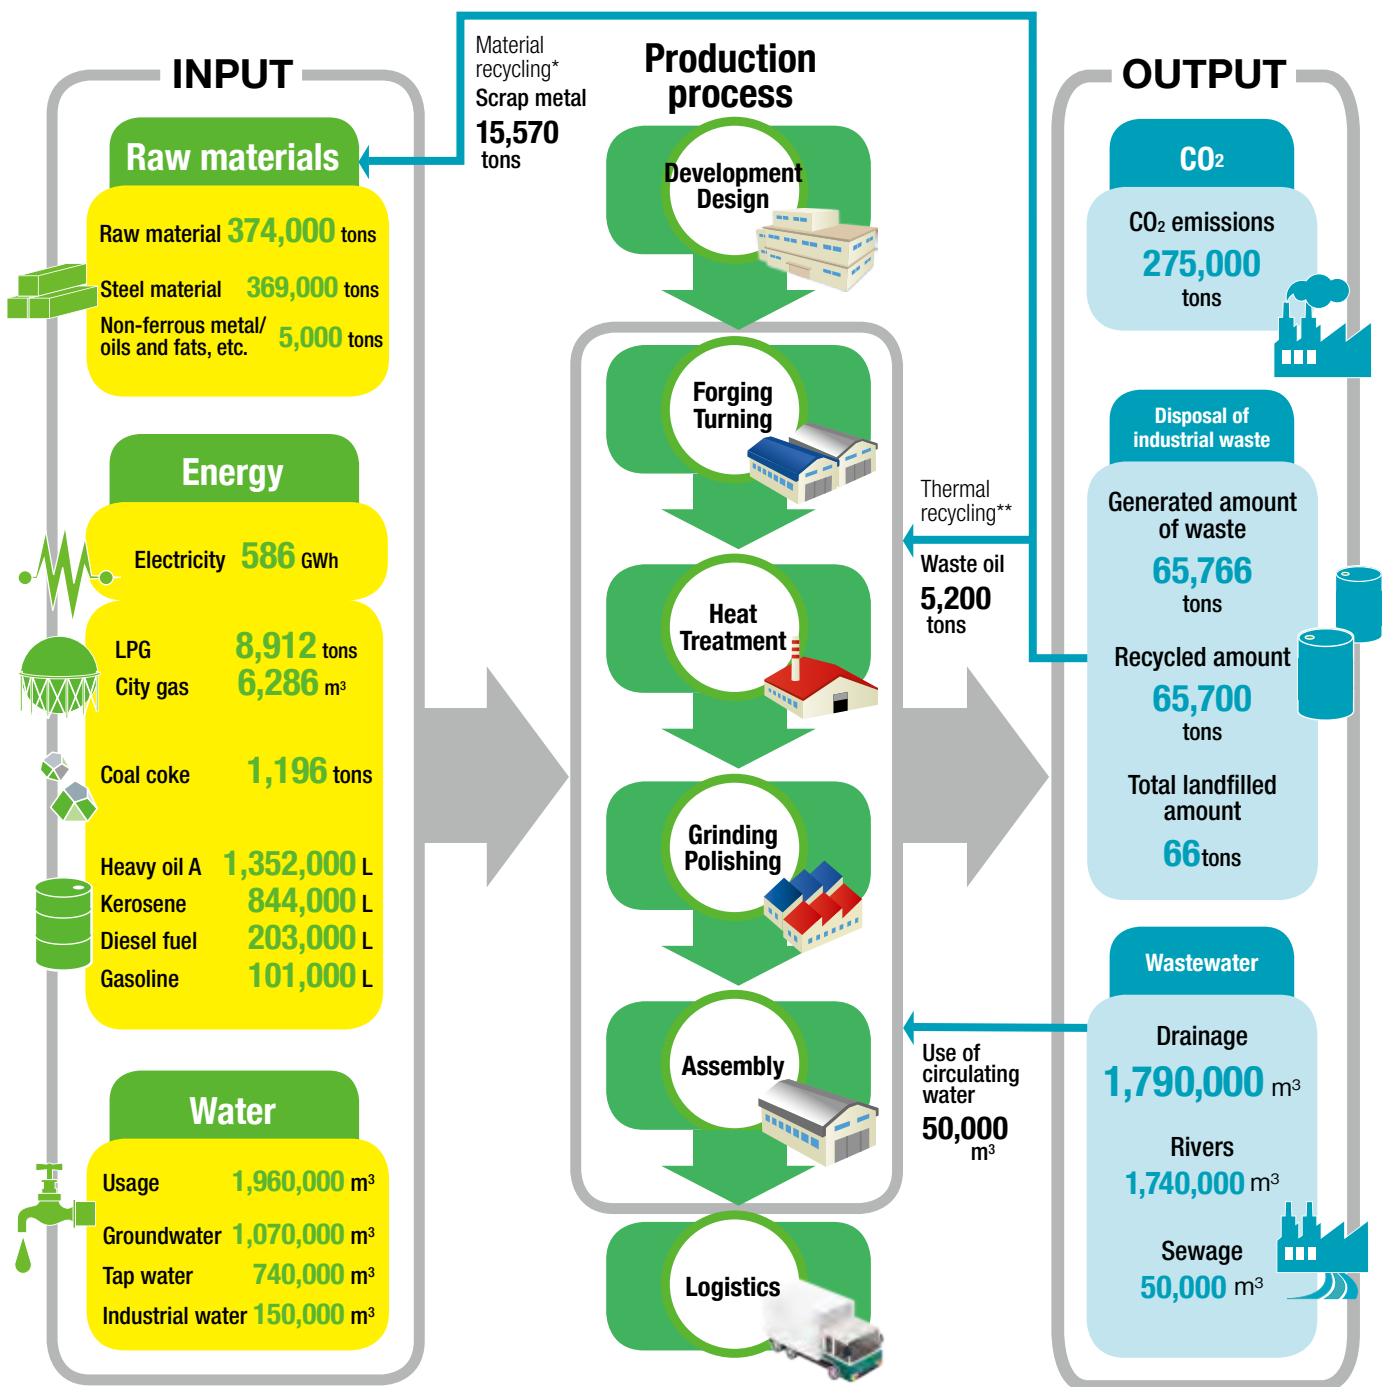 INPUT
Raw materials
Raw material 374,000 tons
Steel material 369,000 tons
Non-ferrous metal/
oils and fats, etc. 5,000 tons
Energy
Electricity 586 GWh
LPG 8,912 tons
City gas 6,286 m³
Coal coke 1,196 tons
Heavy oil A 1,352,000 L
Kerosene 844,000 L
Diesel fuel 203,000 L
Gasoline 101,000 L
Water
Usage 1,960,000 m³
Groundwater 1,070,000 m³
Tap water 740,000 m³
Industrial water 150,000 m³
Material
recycling*
Scrap metal
15,570
tons
Production
process
Development
Design
Forging
Turning
Heat
Treatment
Grinding
Polishing
Assembly
Logistics
Thermal
recycling**
Waste oil
5,200
tons
Use of
circulating
water
50,000
m³
OUTPUT
CO₂
CO₂ emissions
275,000
tons
Disposal of
industrial waste
Generated amount
of waste
65,766
tons
Recycled amount
65,700
tons
Total landfilled
amount
66 tons
Wastewater
Drainage
1,790,000 m³
Rivers
1,740,000 m³
Sewage
50,000 m³